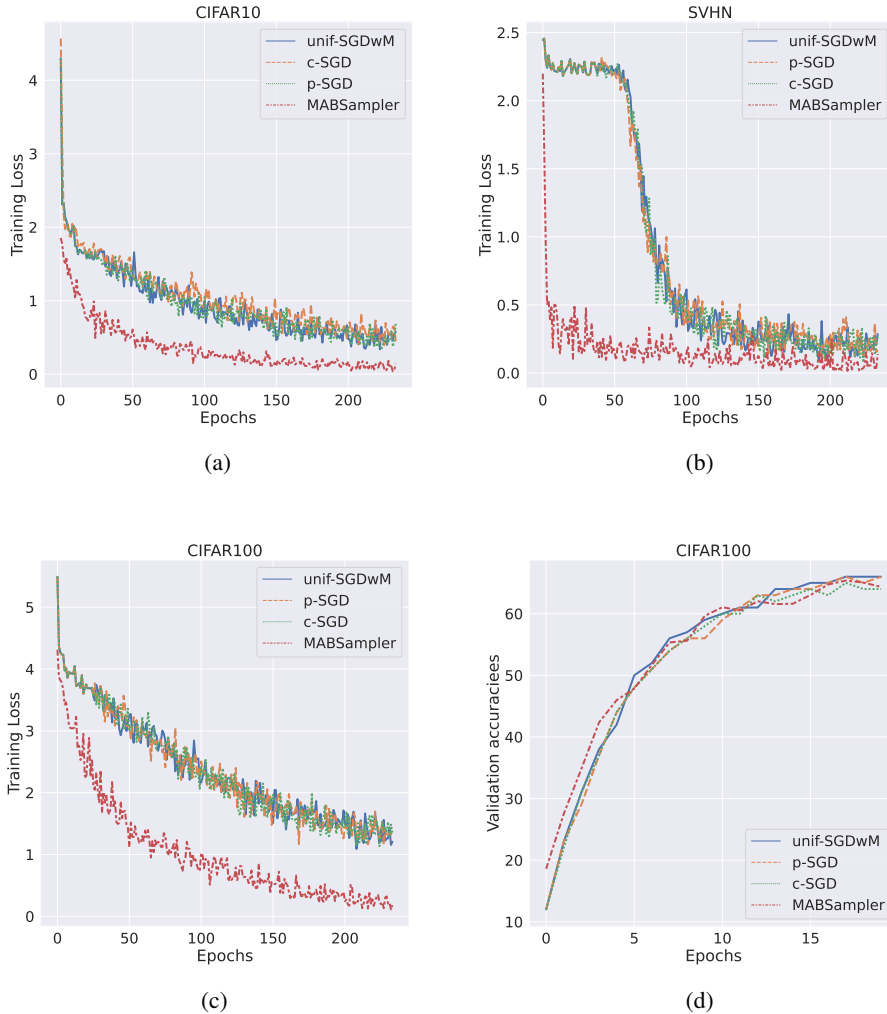 CIFAR10
Training Loss
4
3
2
1
0
0 50 100 150 200
Epochs
unif-SGDwM
c-SGD
p-SGD
MABSampler
(a)
SVHN
Training Loss
2.5
2.0
1.5
1.0
0.5
0.0
0 50 100 150 200
Epochs
unif-SGDwM
p-SGD
c-SGD
MABSampler
(b)
CIFAR100
Training Loss
5
4
3
2
1
0
0 50 100 150 200
Epochs
unif-SGDwM
p-SGD
c-SGD
MABSampler
(c)
CIFAR100
Validation accuraciees
60
50
40
30
20
10
0 5 10 15
Epochs
unif-SGDwM
p-SGD
c-SGD
MABSampler
(d)